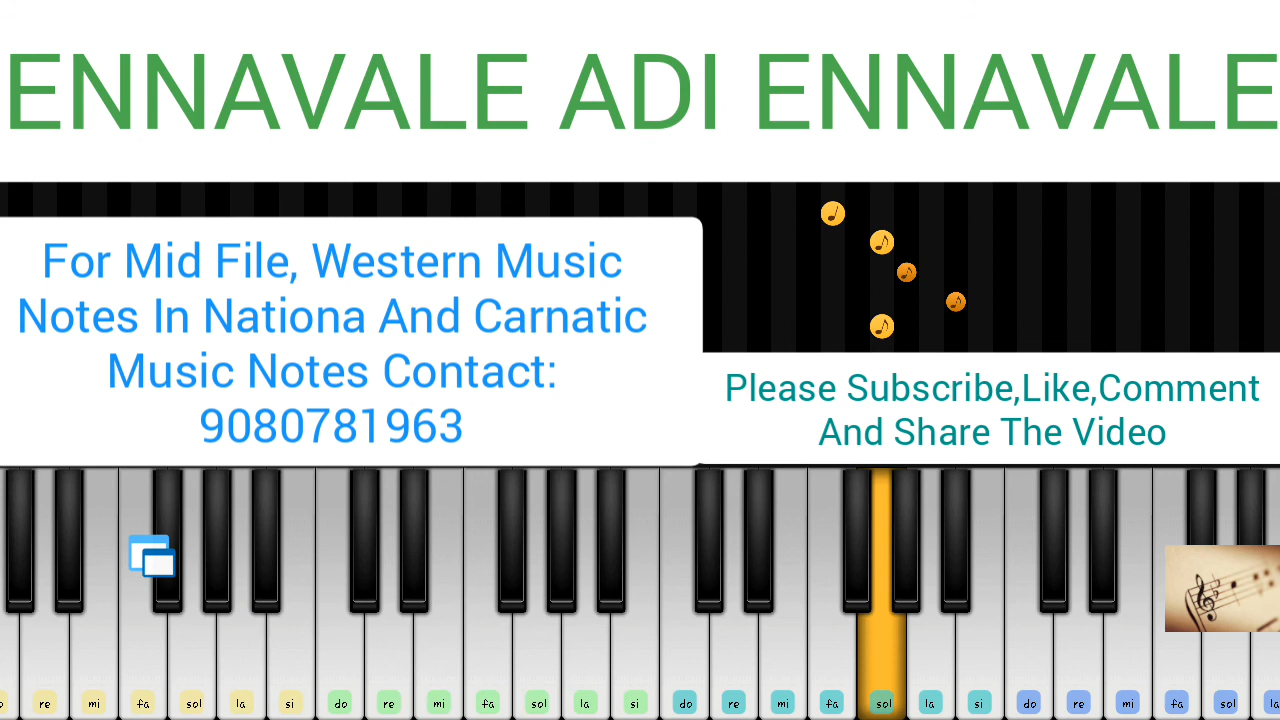 ENNAVALE ADI ENNAVALE
For Mid File, Western Music
Notes In Nationa And Carnatic
Music Notes Contact:
9080781963
Please Subscribe,Like,Comment
And Share The Video
re mi fa sol la si do re mi fa sol la si do re mi fa sol la si do re mi fa sol